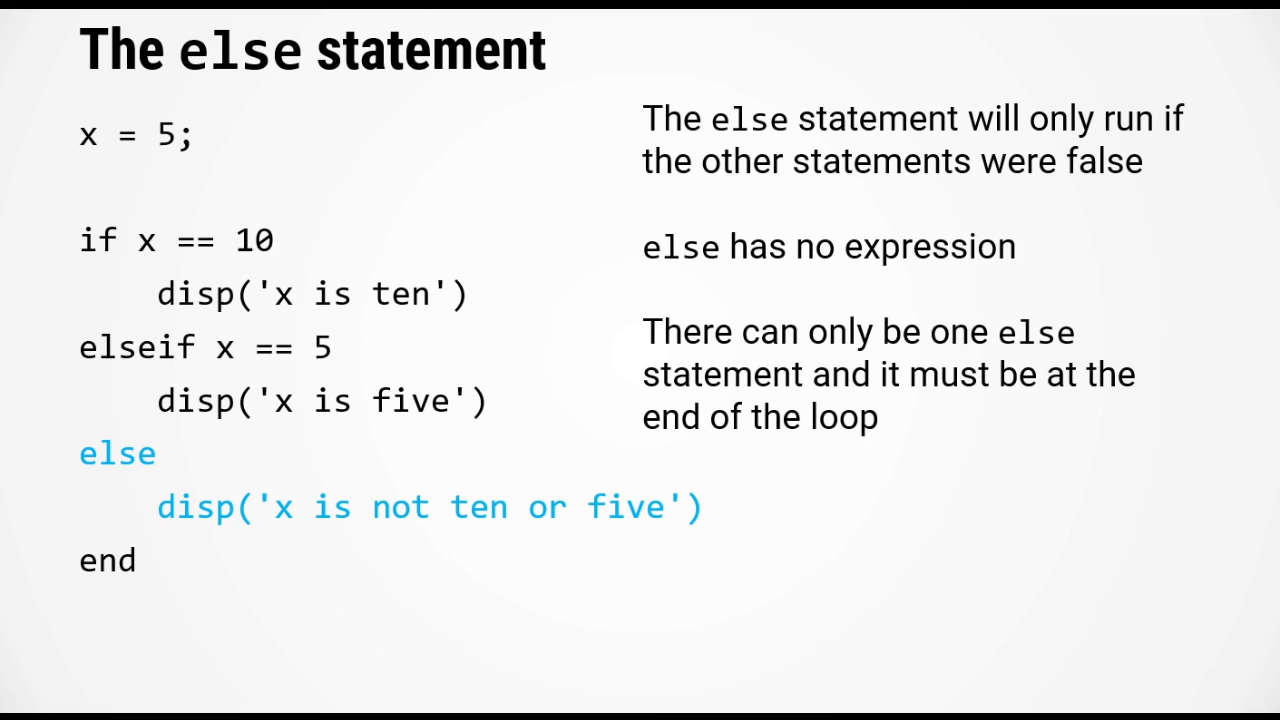 The else statement
x = 5;
if x == 10
    disp('x is ten')
elseif x == 5
    disp('x is five')
else
    disp('x is not ten or five')
end
The else statement will only run if
the other statements were false
else has no expression
There can only be one else
statement and it must be at the
end of the loop